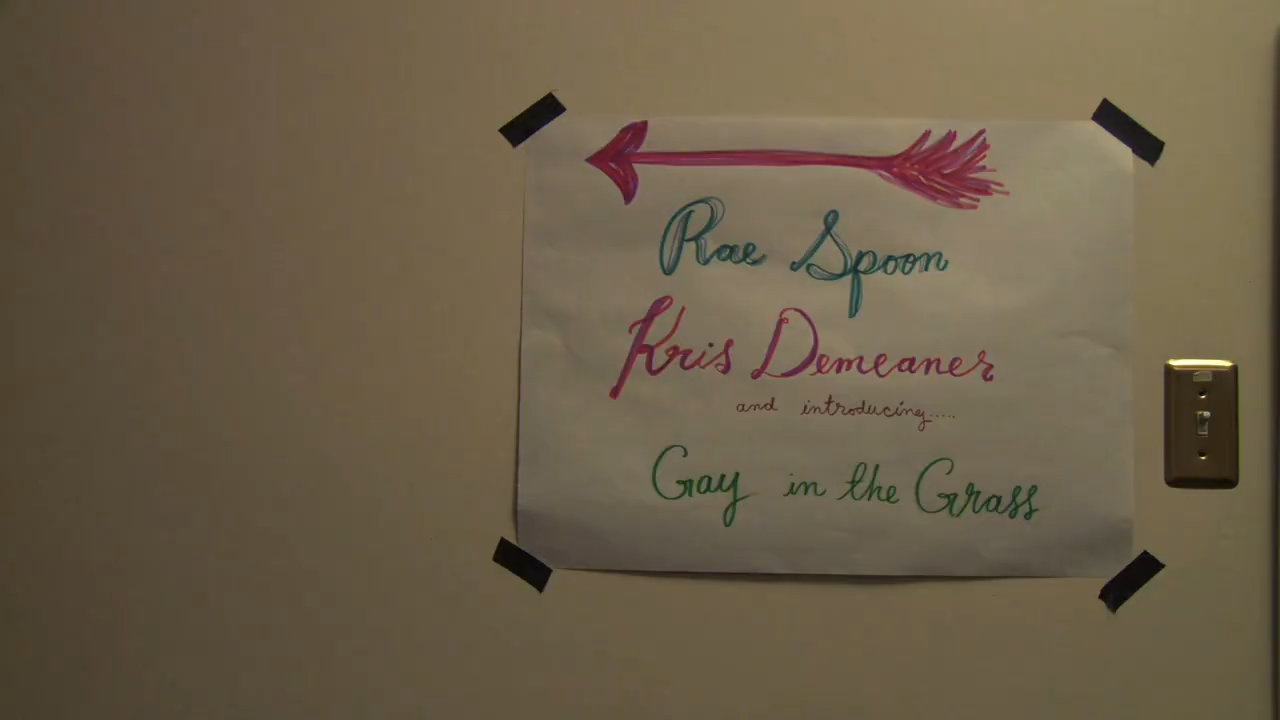 Rae Spoon
Kris Demeaner
and introducing.....
Gay in the Grass